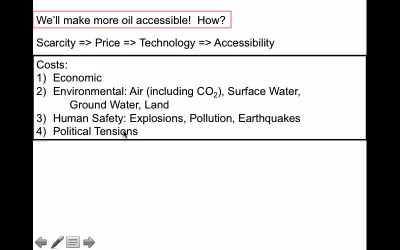 We'll make more oil accessible!  How?
Scarcity => Price => Technology => Accessibility
Costs:
1) Economic
2) Environmental: Air (including CO₂), Surface Water,
Ground Water, Land
3) Human Safety: Explosions, Pollution, Earthquakes
4) Political Tensions